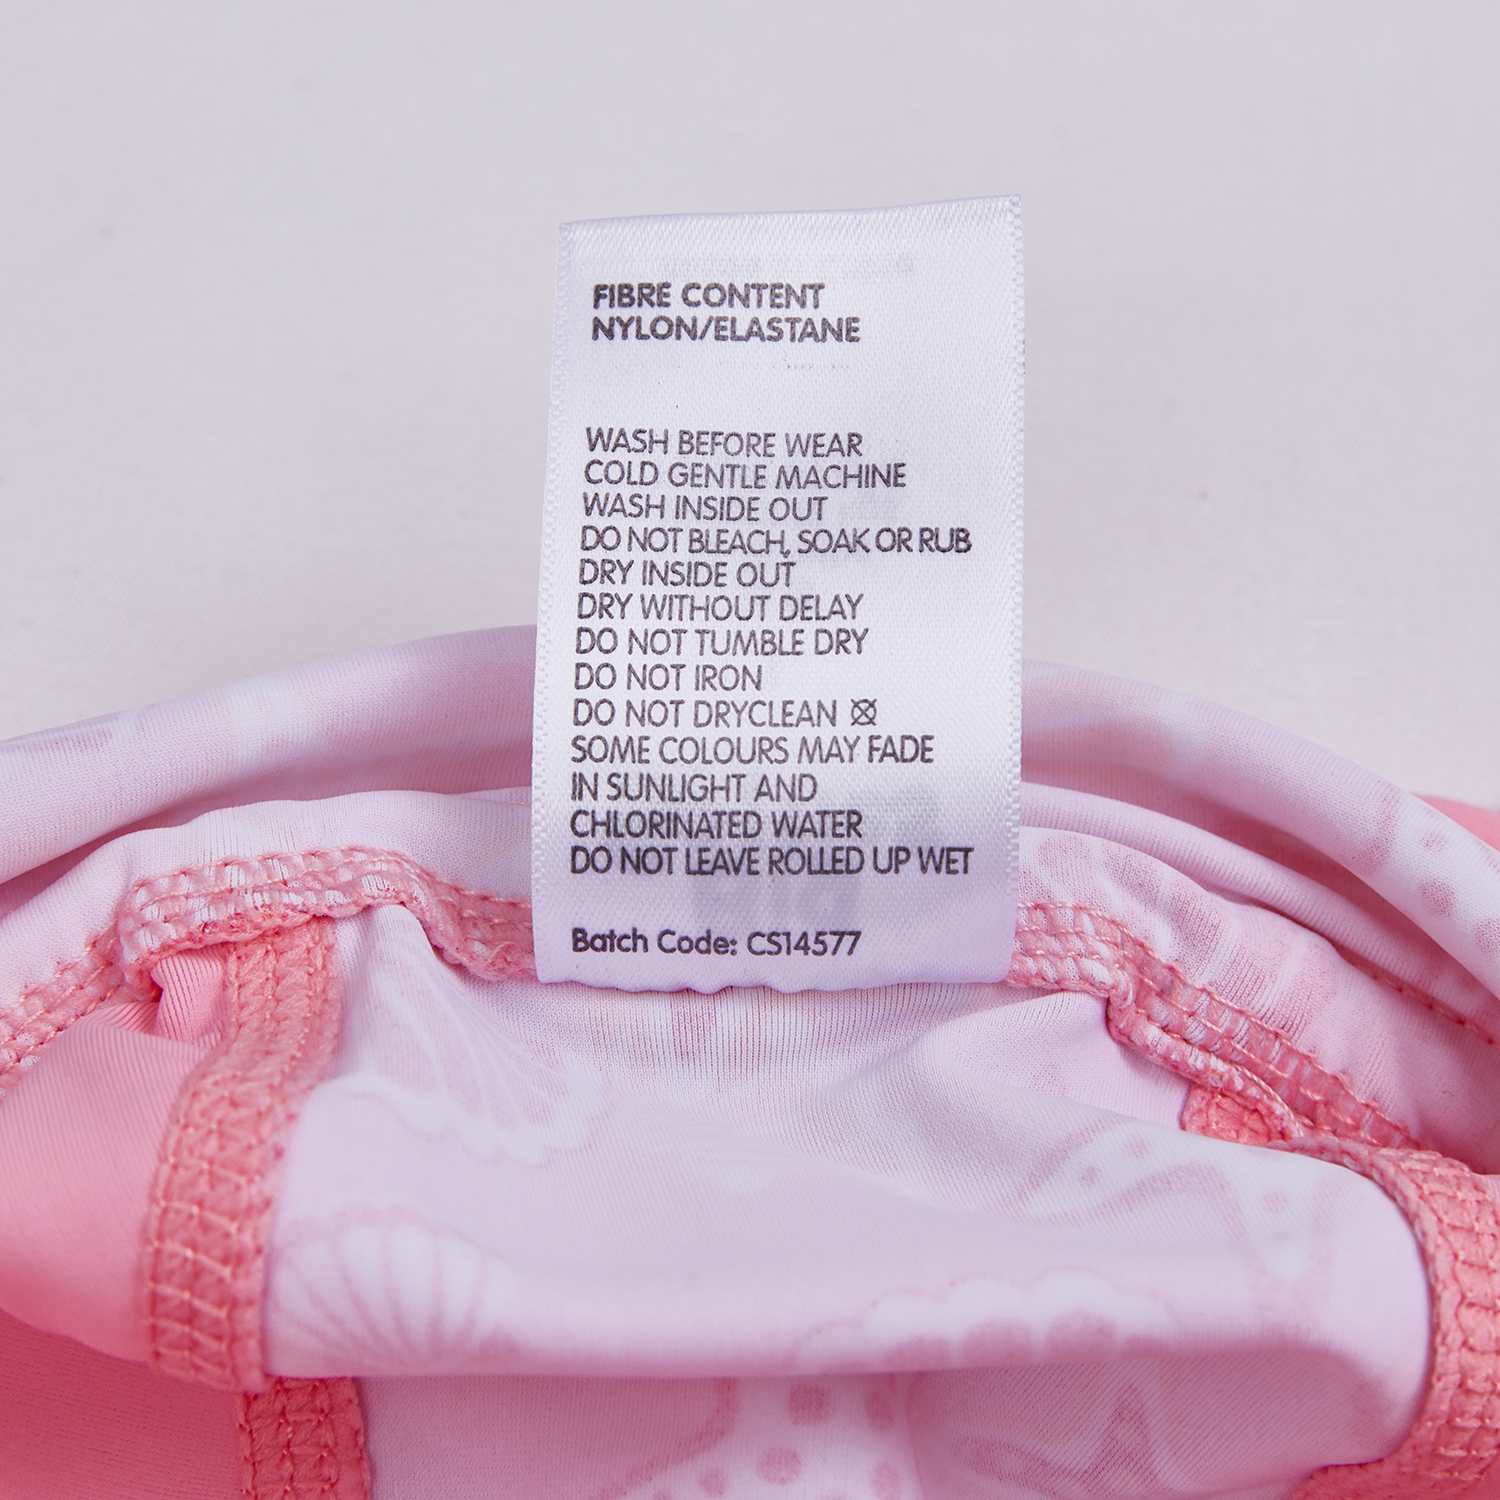 FIBRE CONTENT
NYLON/ELASTANE
WASH BEFORE WEAR
COLD GENTLE MACHINE
WASH INSIDE OUT
DO NOT BLEACH, SOAK OR RUB
DRY INSIDE OUT
DRY WITHOUT DELAY
DO NOT TUMBLE DRY
DO NOT IRON
DO NOT DRYCLEAN
SOME COLOURS MAY FADE
IN SUNLIGHT AND
CHLORINATED WATER
DO NOT LEAVE ROLLED UP WET
Batch Code: CS14577